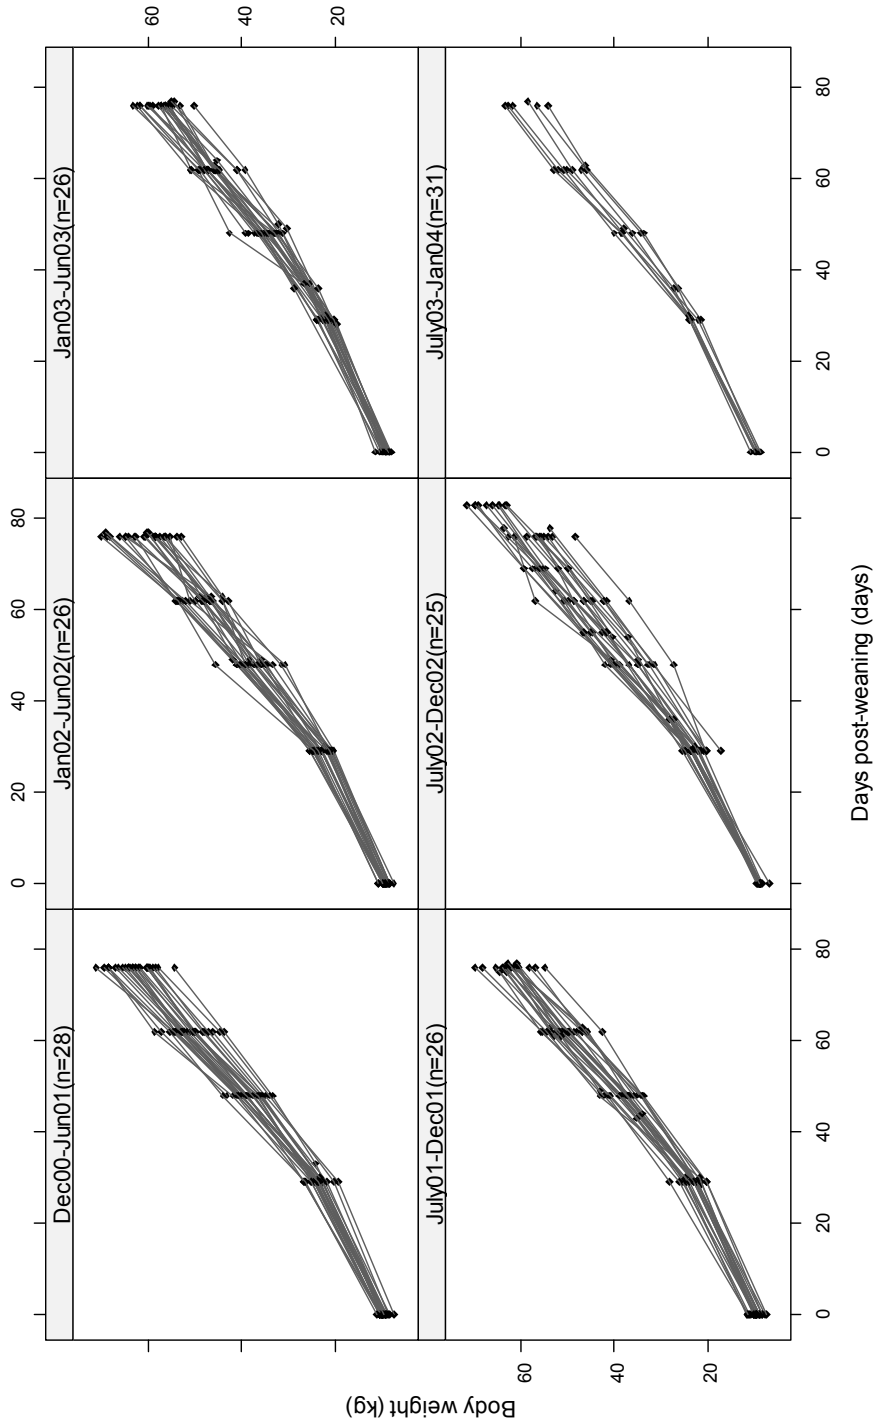 0 20 40 60 80
Dec00-Jun01(n=28)
Jan02-Jun02(n=26)
Jan03-Jun03(n=26)
60
40
20
July01-Dec01(n=26)
July02-Dec02(n=25)
July03-Jan04(n=31)
60
40
20
0 20 40 60 80
0 20 40 60 80
Days post-weaning (days)
Body weight (kg)